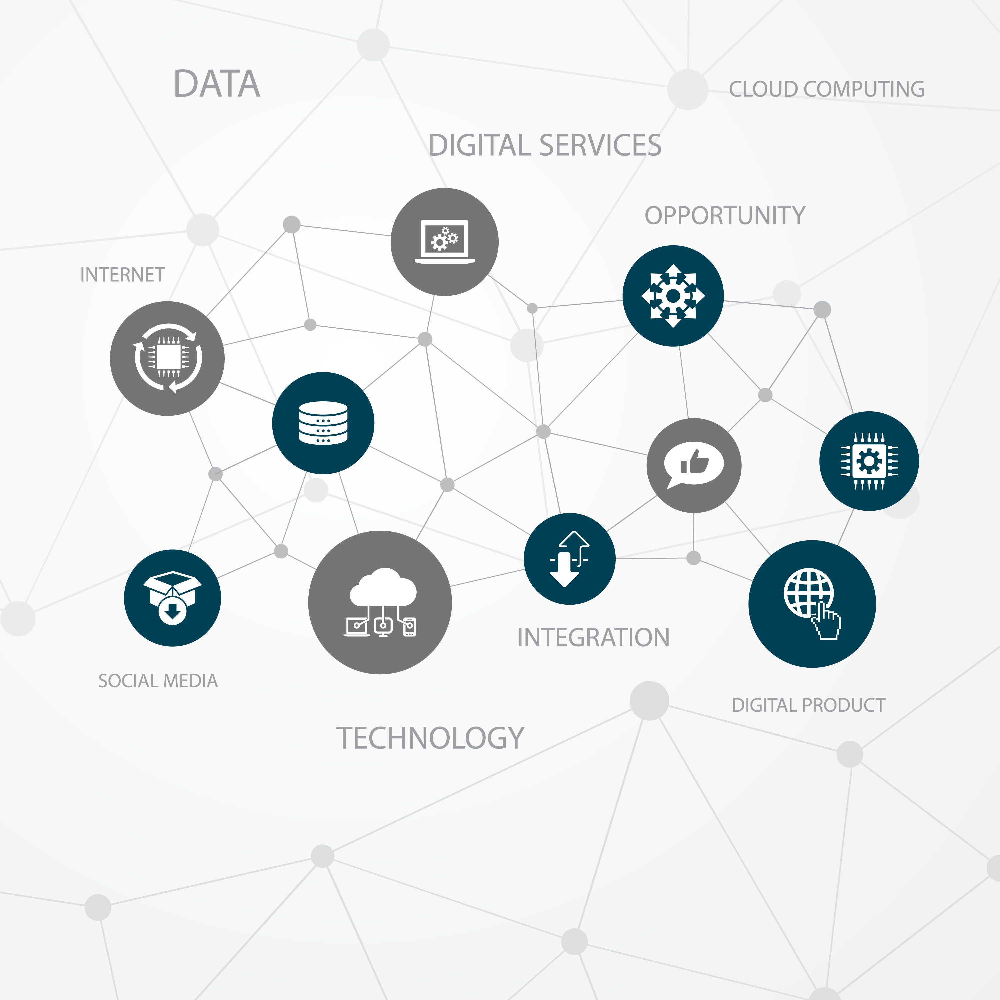 DATA
CLOUD COMPUTING
DIGITAL SERVICES
OPPORTUNITY
INTERNET
INTEGRATION
SOCIAL MEDIA
DIGITAL PRODUCT
TECHNOLOGY